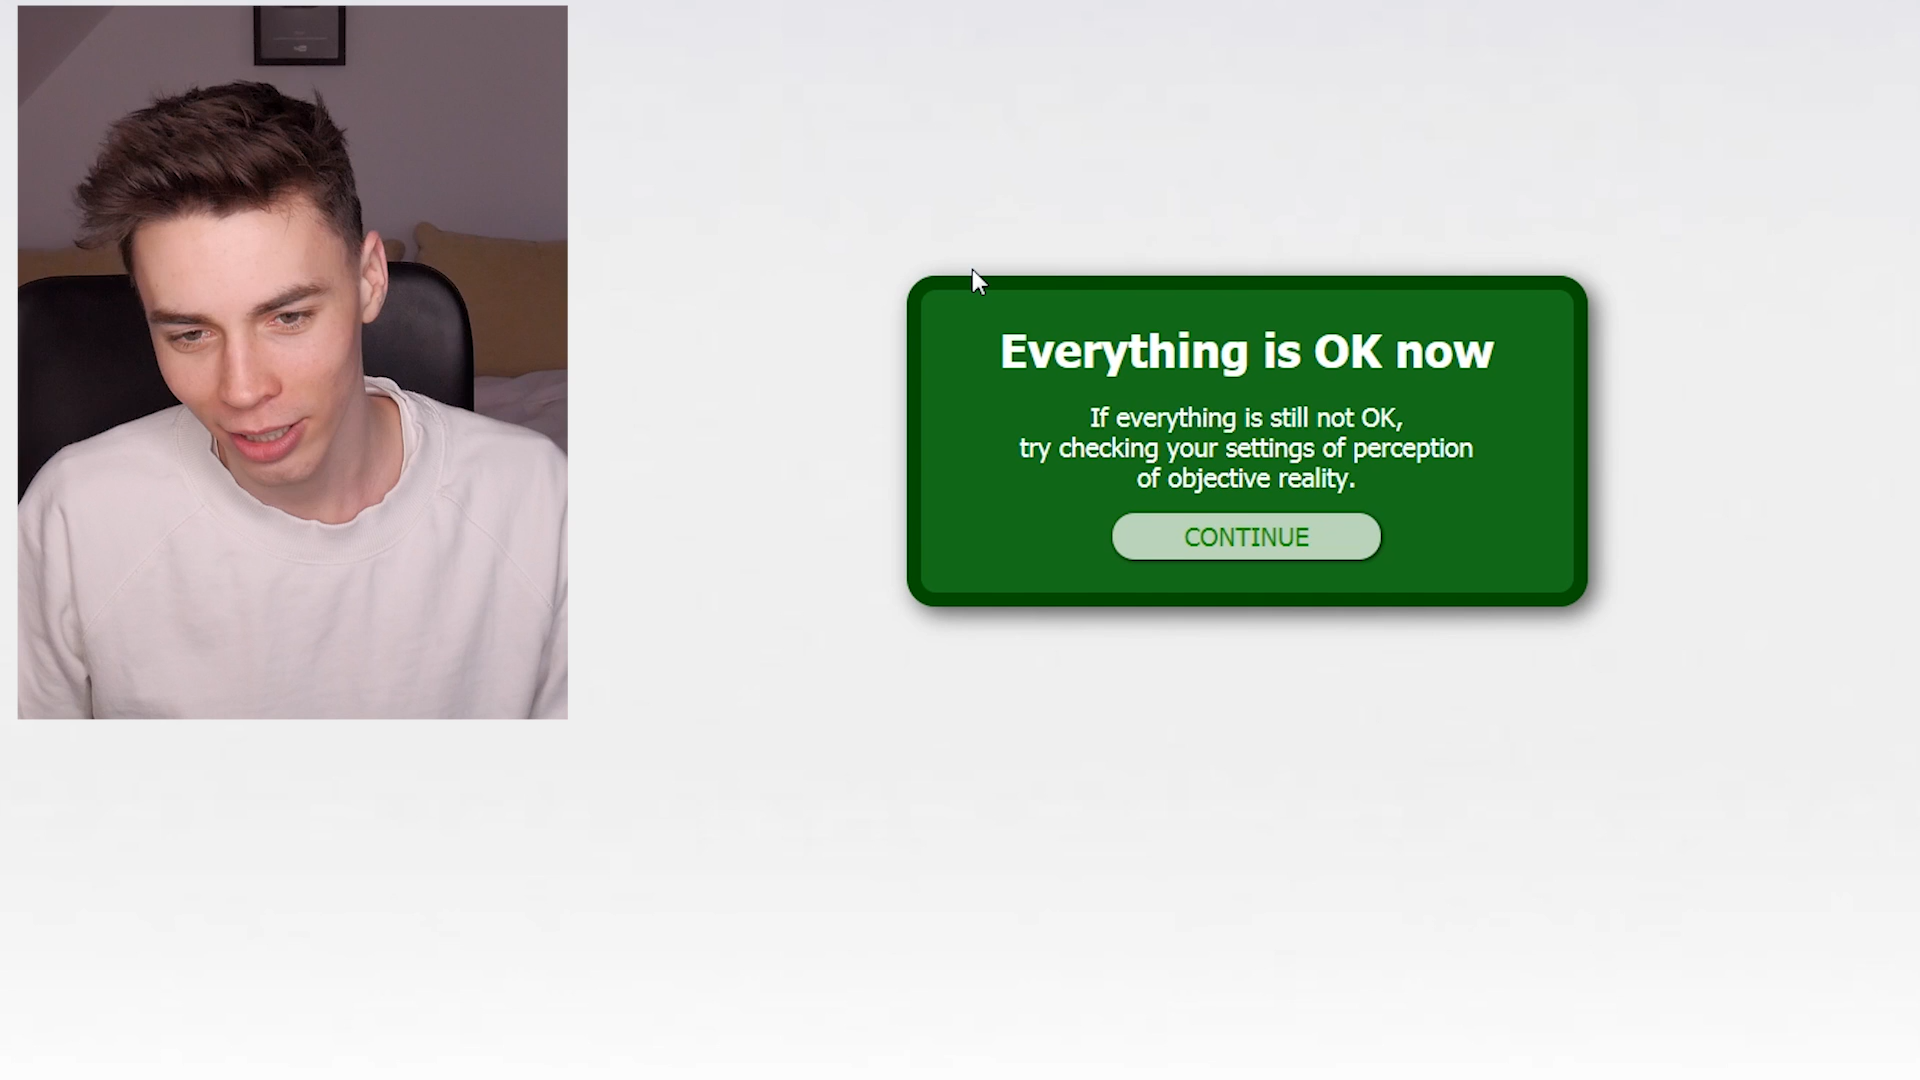 Everything is OK now
If everything is still not OK,
try checking your settings of perception
of objective reality.
CONTINUE